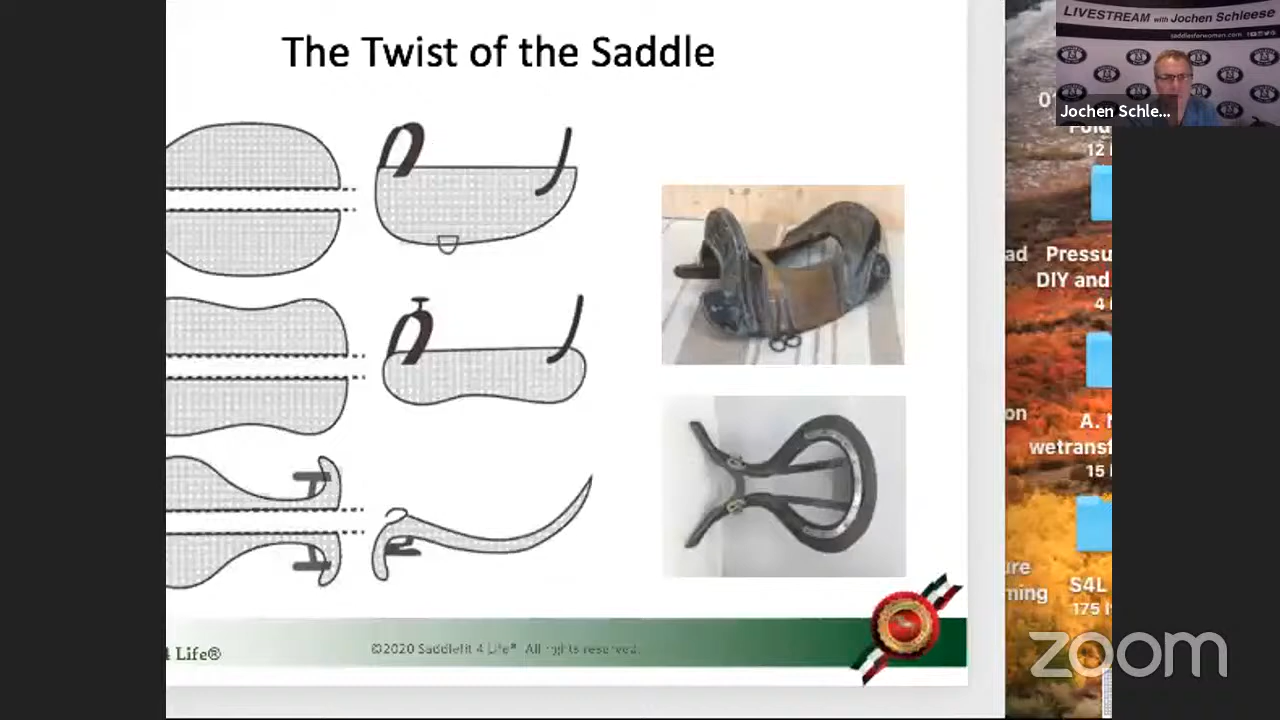 The Twist of the Saddle
LIVESTREAM with Jochen Schleese
saddlesforwomen.com
Jochen Schle...
12
ad Pressu
DIY and
4
on
A.
wetransf
15
ure
ning
S4L
175
4 Life®
©2020 Saddlefit 4 Life® All rights reserved.
zoom